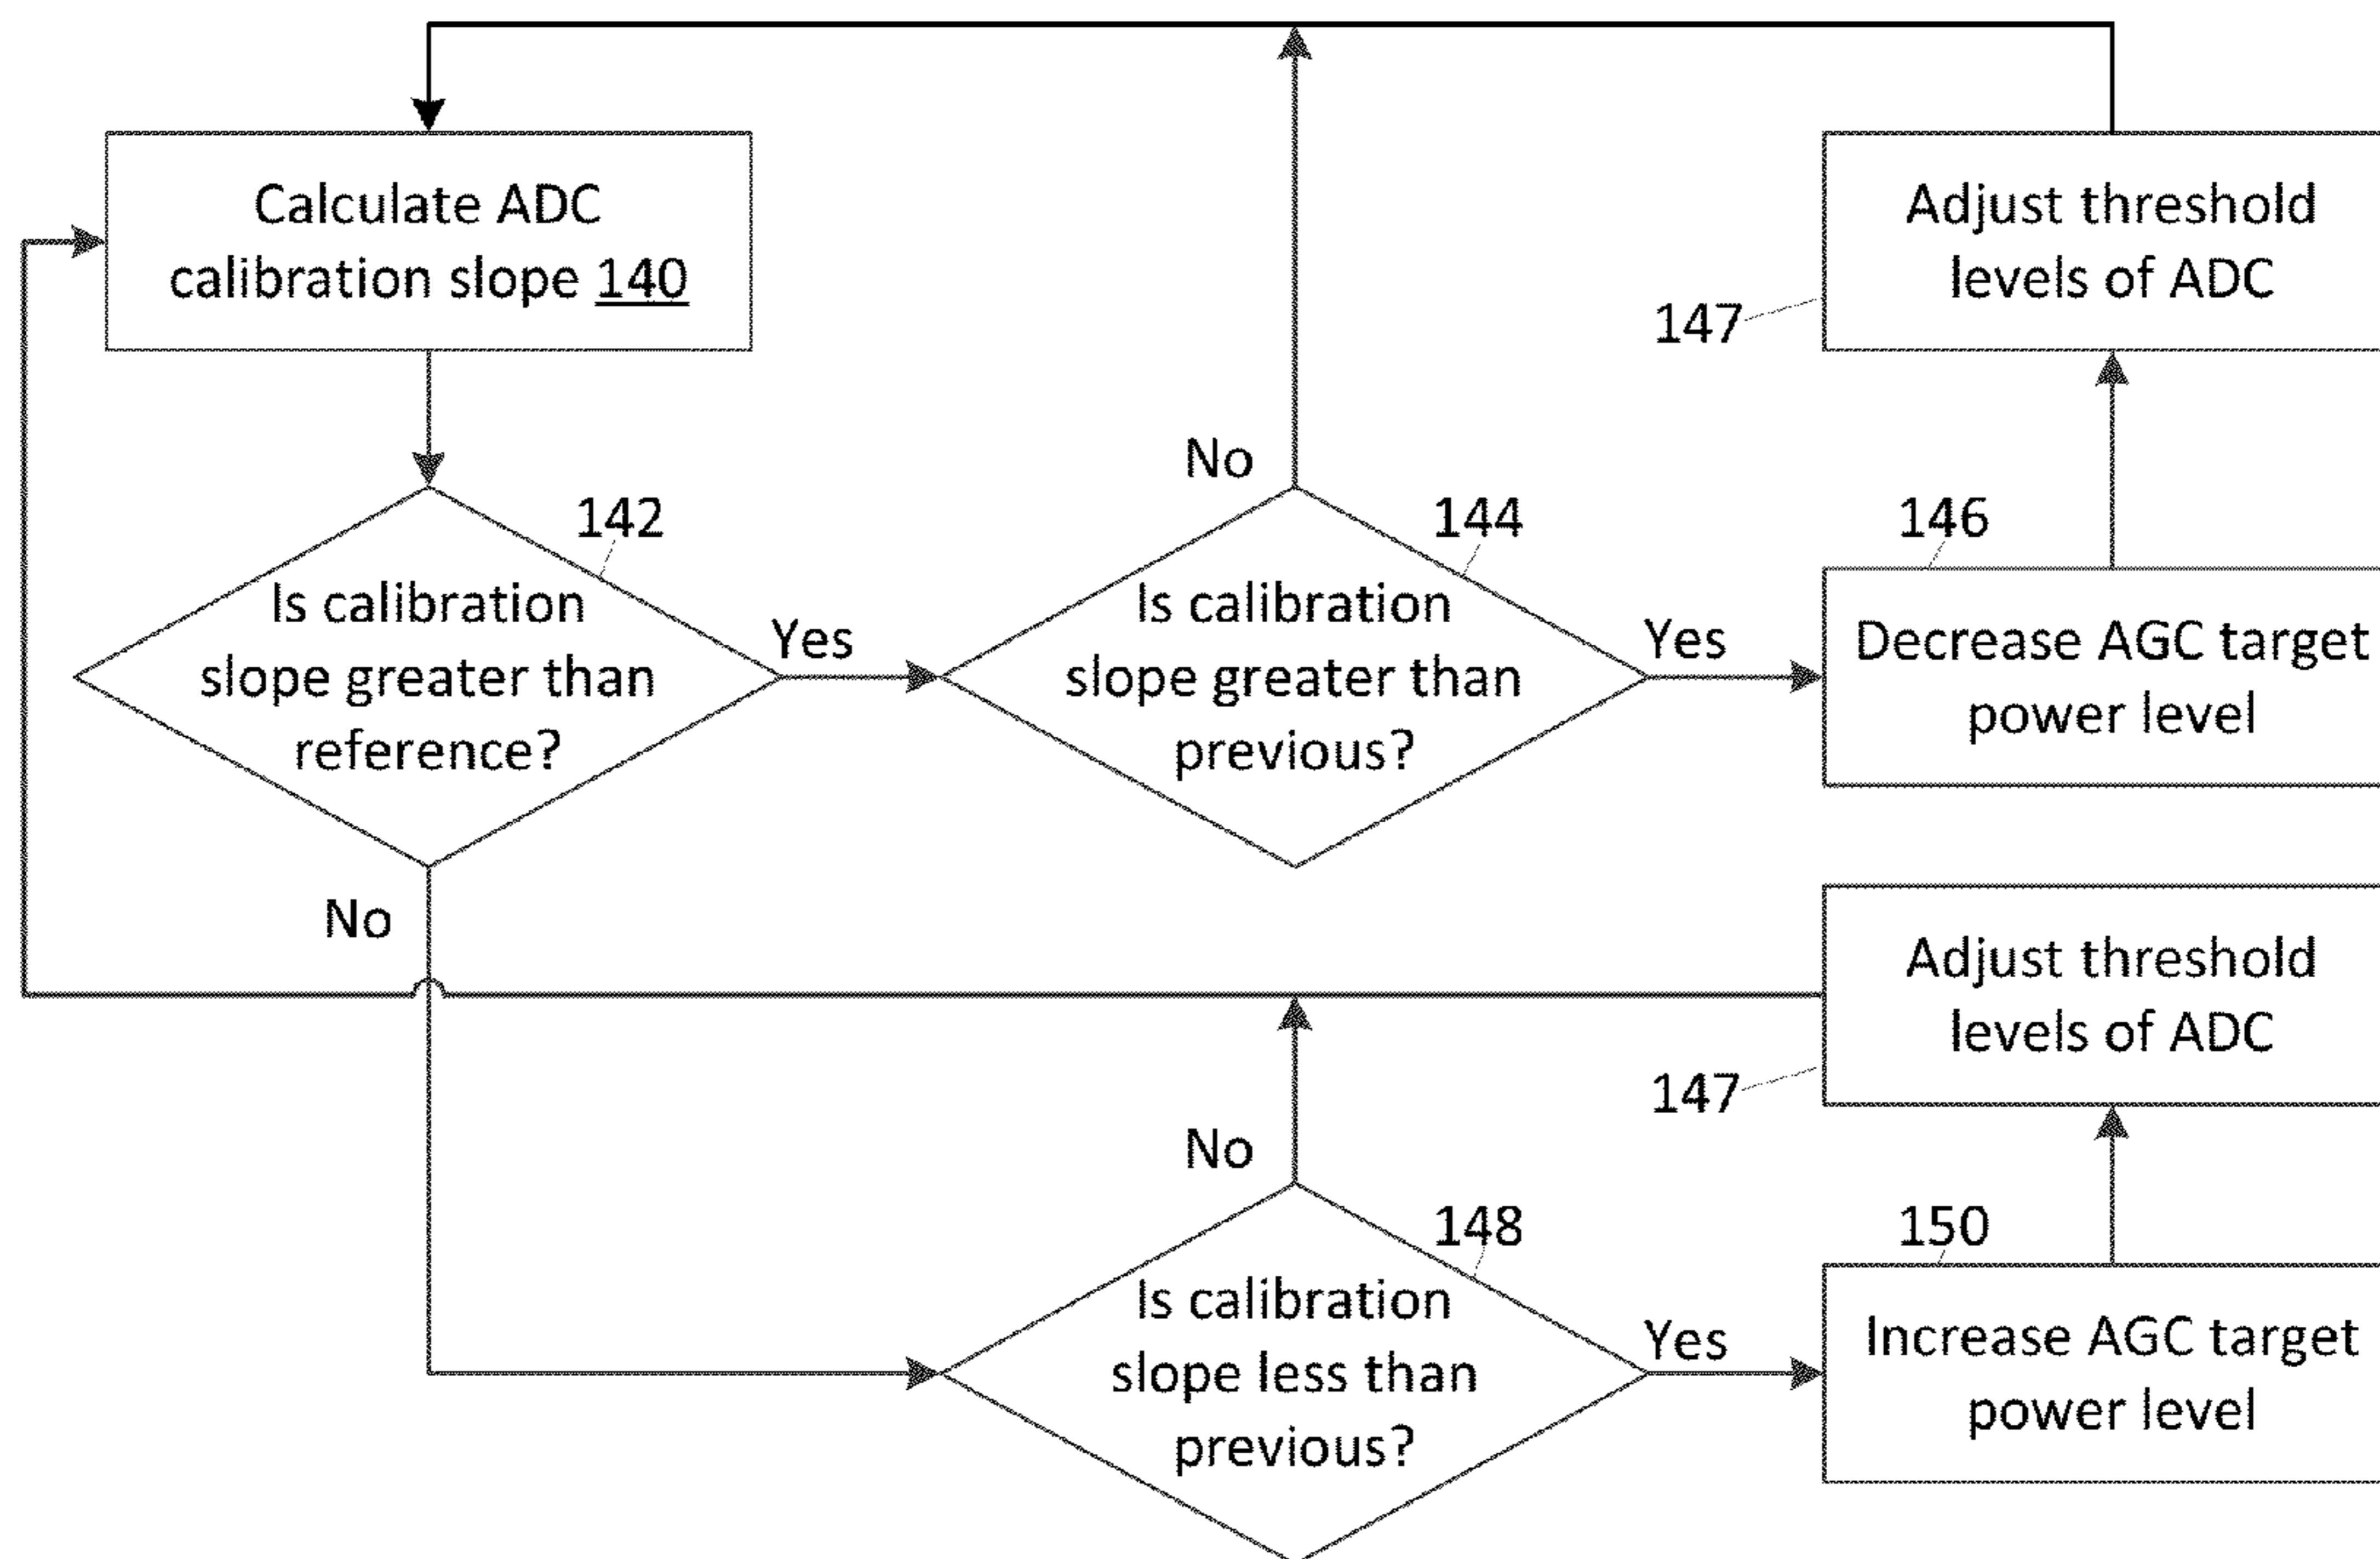 Calculate ADC
calibration slope 140
Adjust threshold
levels of ADC
147
No
142
144
146
Is calibration
slope greater than
reference?
Yes
Is calibration
slope greater than
previous?
Yes
Decrease AGC target
power level
No
Adjust threshold
levels of ADC
147
No
148
150
Is calibration
slope less than
previous?
Yes
Increase AGC target
power level